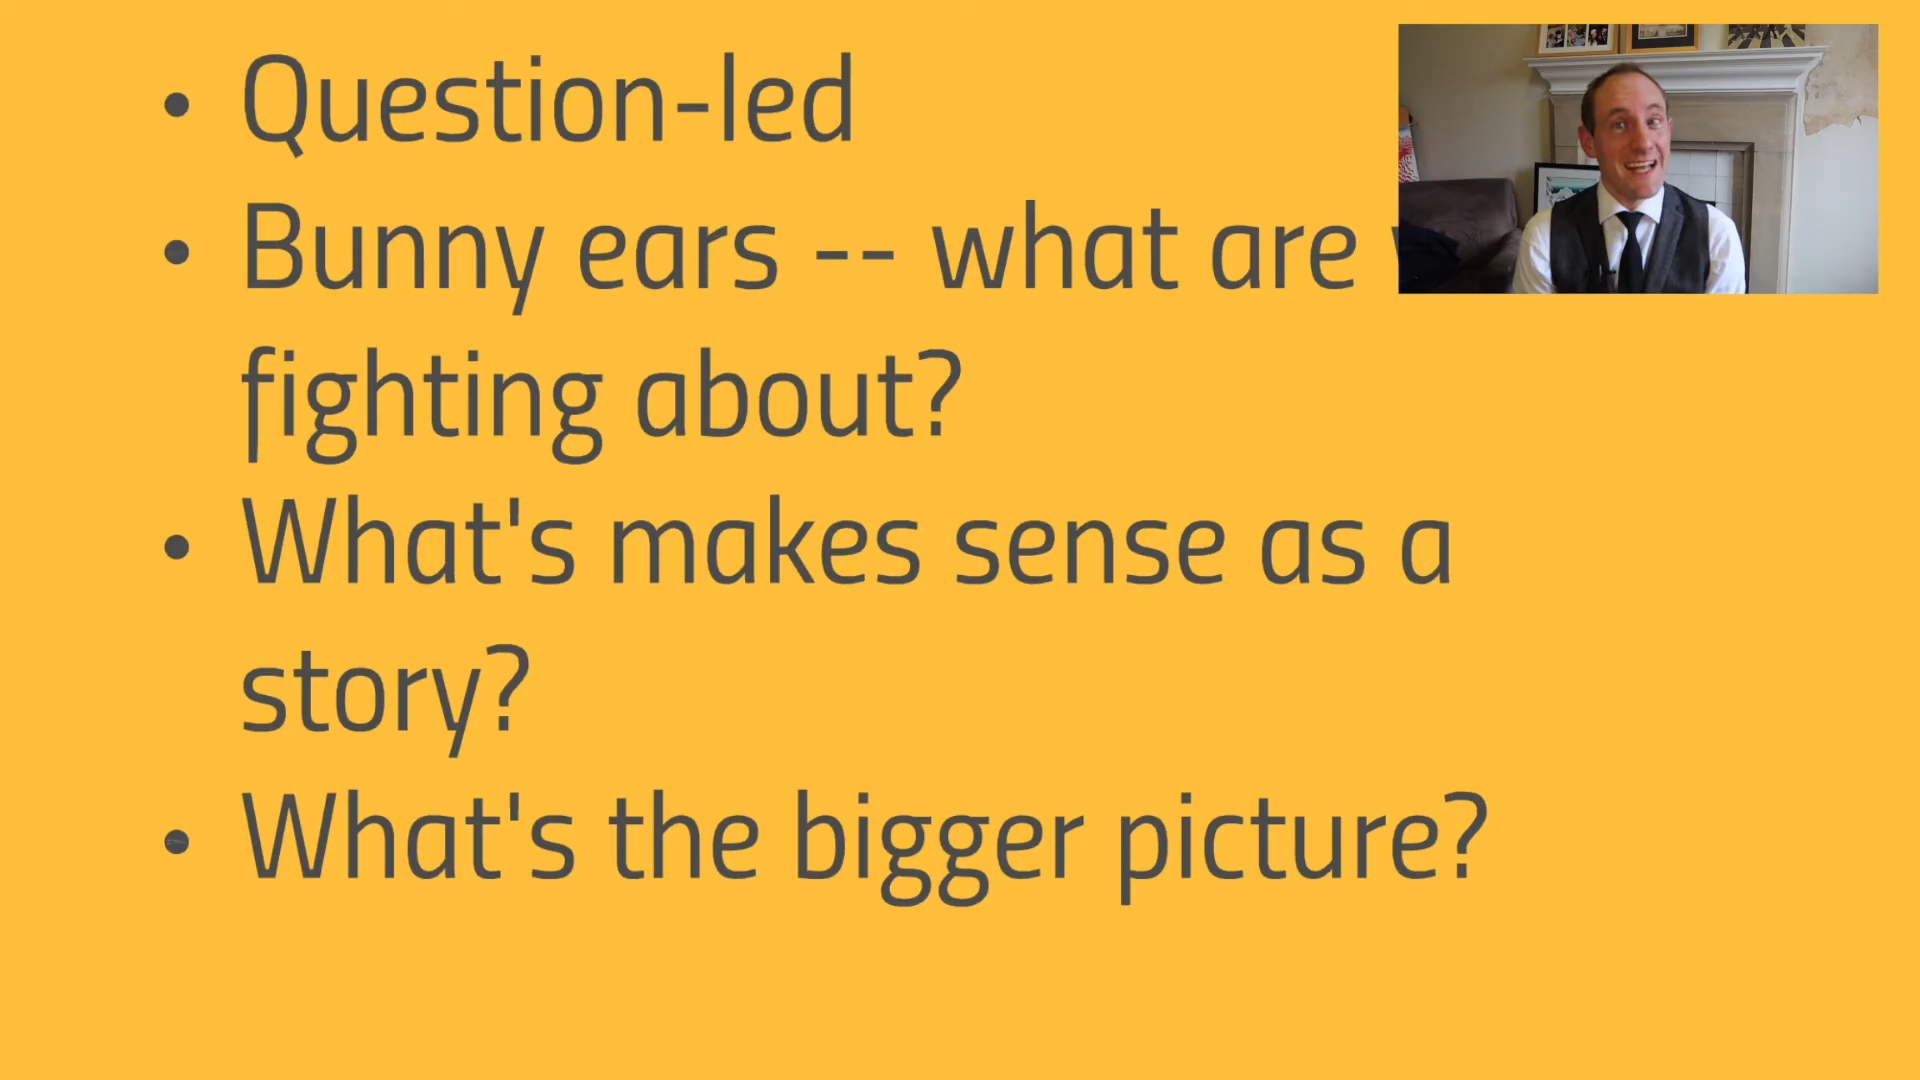 • Question-led
• Bunny ears -- what are
fighting about?
• What's makes sense as a
story?
• What's the bigger picture?